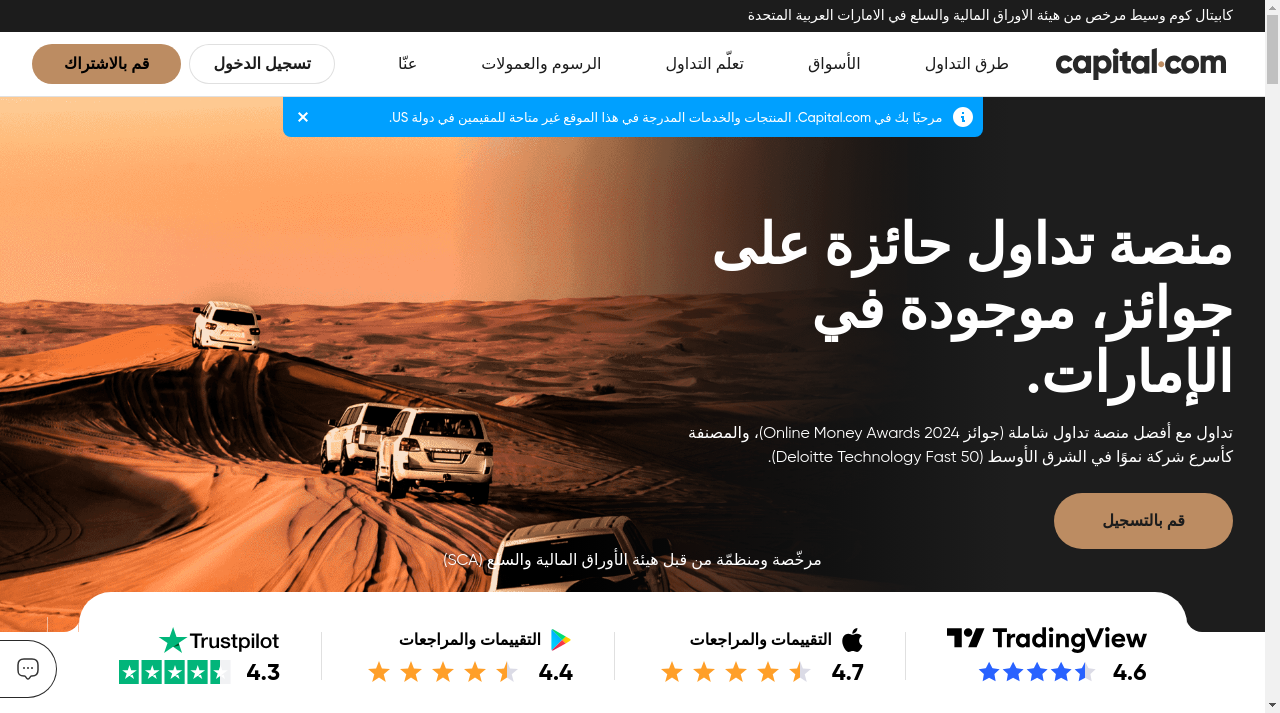 كابيتال كوم وسيط مرخص من هيئة الاوراق المالية والسلع في الامارات العربية المتحدة
capital.com
طرق التداول
الأسواق
تعلّم التداول
الرسوم والعمولات
عنّا
تسجيل الدخول
قم بالاشتراك
مرحبًا بك في Capital.com. المنتجات والخدمات المدرجة في هذا الموقع غير متاحة للمقيمين في دولة US.
منصة تداول حائزة على
جوائز، موجودة في
الإمارات.
تداول مع أفضل منصة تداول شاملة (جوائز Online Money Awards 2024)، والمصنفة
كأسرع شركة نموًا في الشرق الأوسط (Deloitte Technology Fast 50).
قم بالتسجيل
مرخّصة ومنظمّة من قبل هيئة الأوراق المالية والسلع (SCA)
TradingView
4.6
التقييمات والمراجعات
4.7
التقييمات والمراجعات
4.4
Trustpilot
4.3